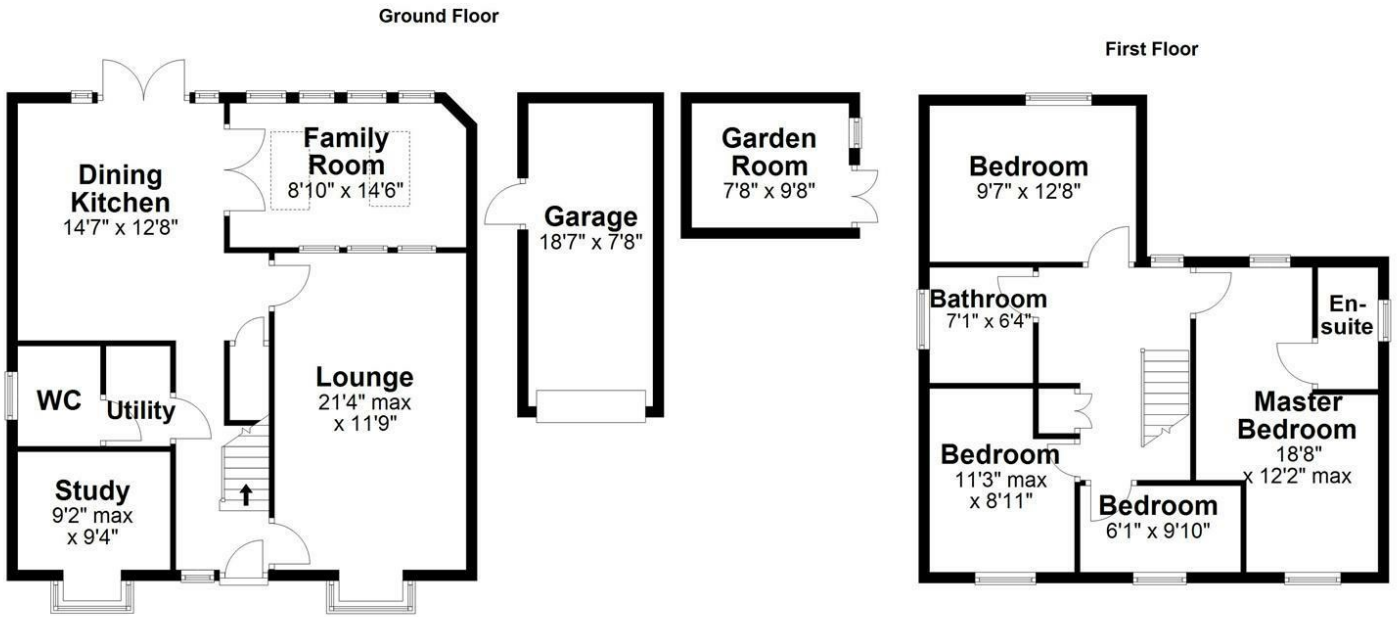 Ground Floor
First Floor
Dining
Kitchen
14'7" x 12'8"
Family
Room
8'10" x 14'6"
Garage
18'7" x 7'8"
Garden
Room
7'8" x 9'8"
WC
Utility
Lounge
21'4" max
x 11'9"
Study
9'2" max
x 9'4"
Bedroom
9'7" x 12'8"
Bathroom
7'1" x 6'4"
En-
suite
Master
Bedroom
18'8"
x 12'2" max
Bedroom
11'3" max
x 8'11"
Bedroom
6'1" x 9'10"